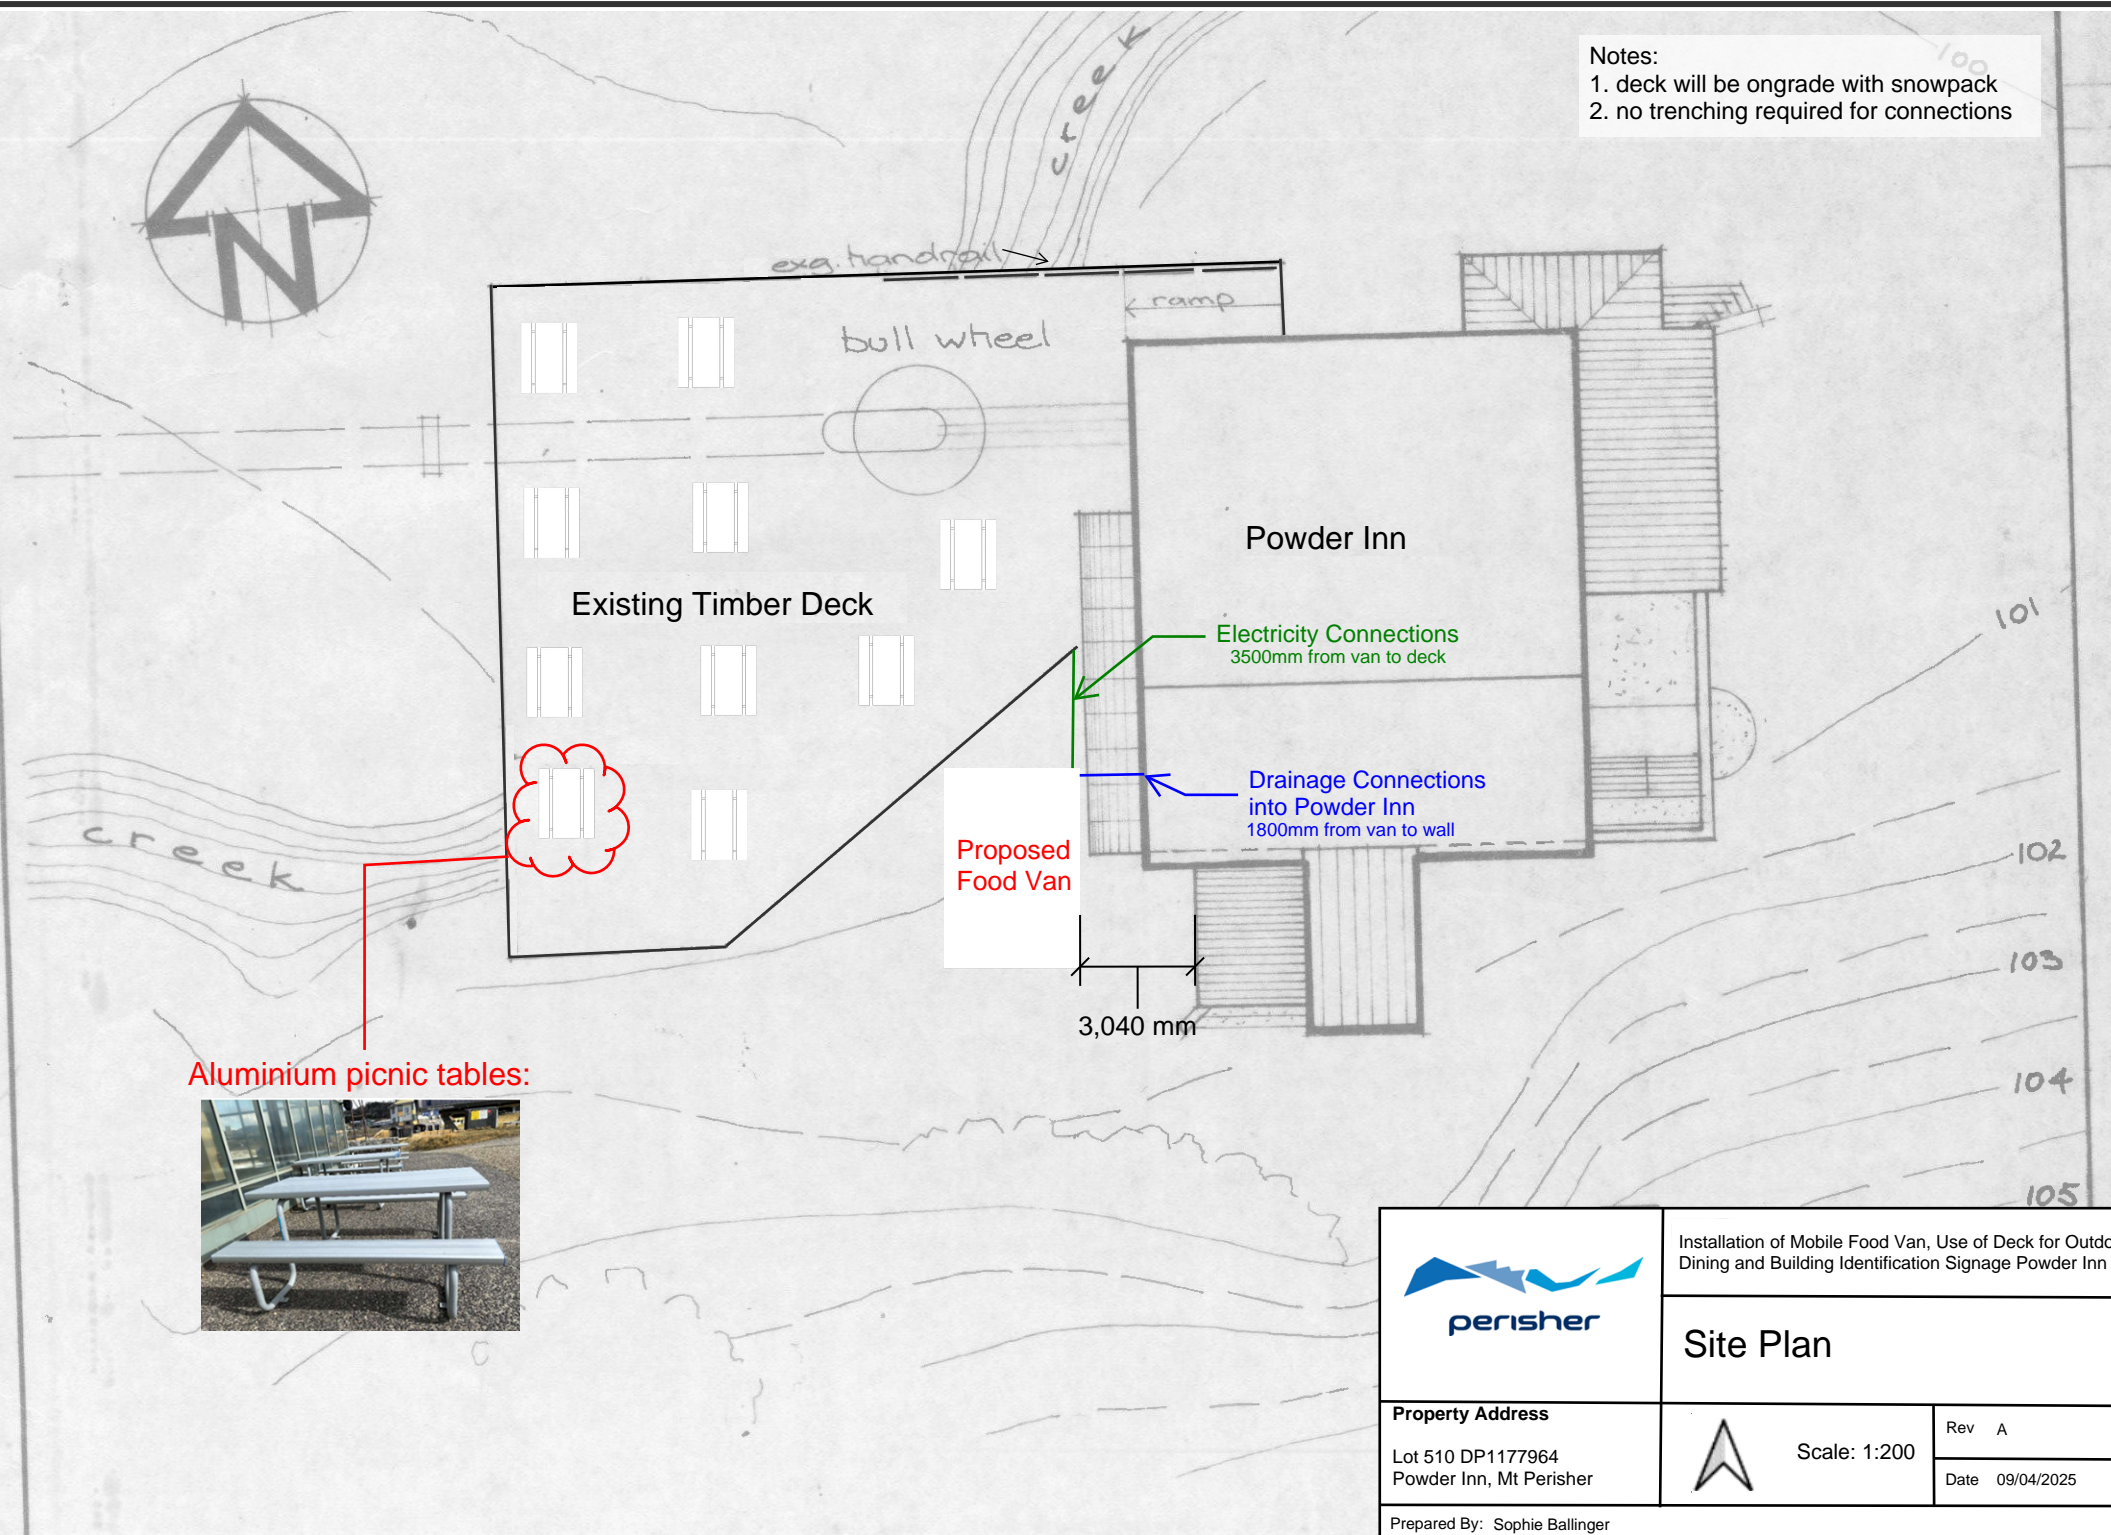 Notes:
1. deck will be ongrade with snowpack
2. no trenching required for connections
100
creek
N
exg. handrail
ramp
bull wheel
Powder Inn
Existing Timber Deck
Electricity Connections
3500mm from van to deck
101
Drainage Connections
into Powder Inn
1800mm from van to wall
creek
Proposed
Food Van
102
103
3,040 mm
Aluminium picnic tables:
104
105
perisher
Installation of Mobile Food Van, Use of Deck for Outdo
Dining and Building Identification Signage Powder Inn
Site Plan
Property Address
Lot 510 DP1177964
Powder Inn, Mt Perisher
Scale: 1:200
Rev A
Date 09/04/2025
Prepared By: Sophie Ballinger